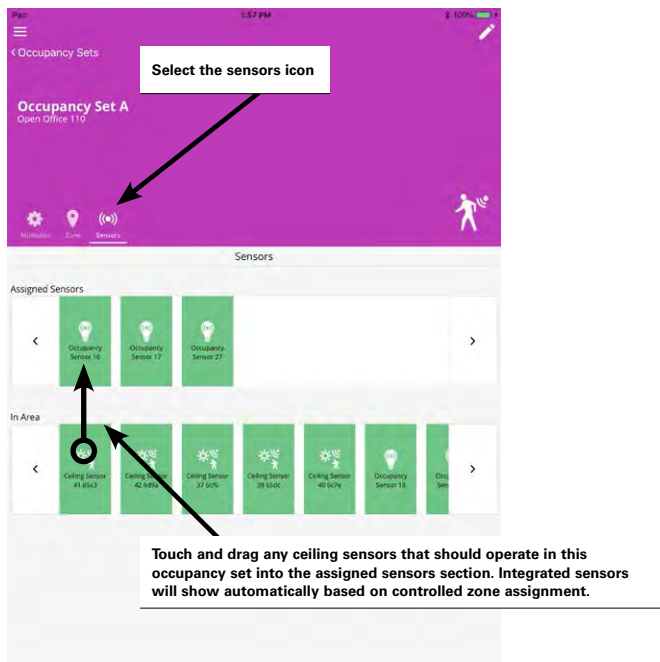 iPad
1:57 PM
100%
Occupancy Sets
Select the sensors icon
Occupancy Set A
Open Office 110
Attributes
Zone
Sensors
Sensors
Assigned Sensors
Occupancy
Sensor 16
Occupancy
Sensor 17
Occupancy
Sensor 27
In Area
Ceiling Sensor
41 d5c3
Ceiling Sensor
42 6d9a
Ceiling Sensor
37 6cf6
Ceiling Sensor
39 65dc
Ceiling Sensor
40 6c7e
Occupancy
Sensor 18
Occ
Sen
Touch and drag any ceiling sensors that should operate in this
occupancy set into the assigned sensors section. Integrated sensors
will show automatically based on controlled zone assignment.